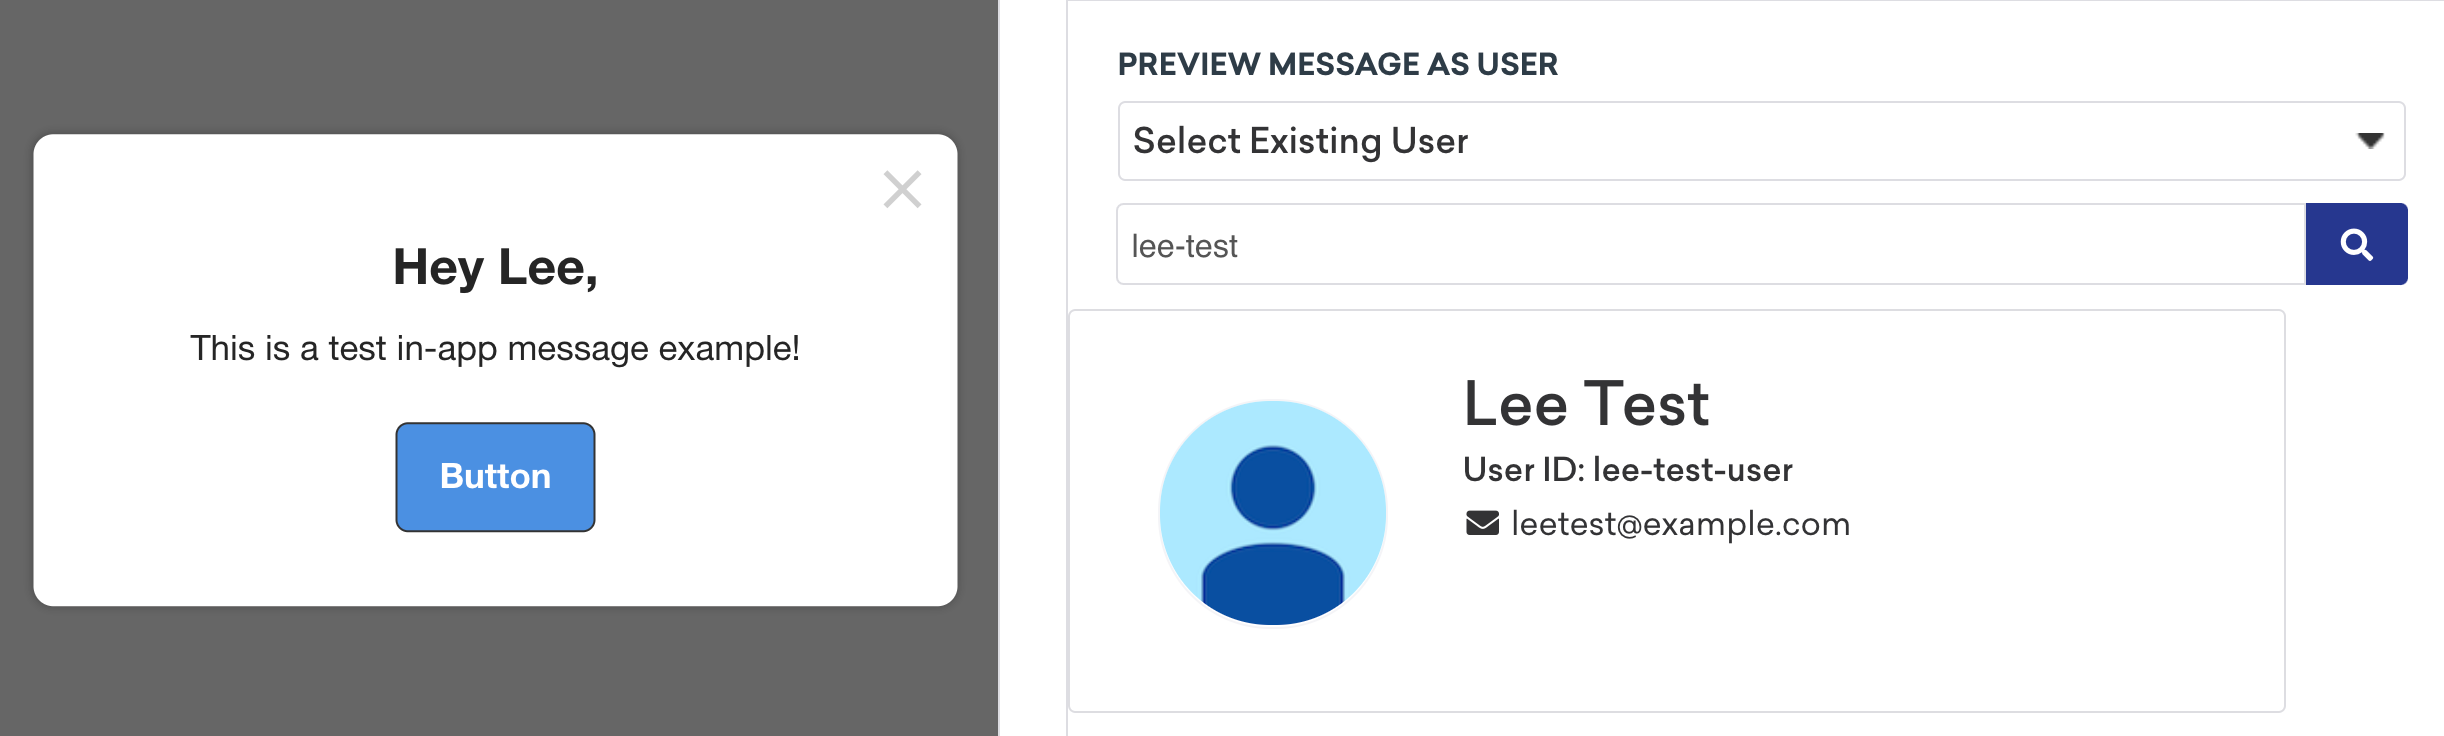 Hey Lee,
This is a test in-app message example!
Button
PREVIEW MESSAGE AS USER
Select Existing User
lee-test
Lee Test
User ID: lee-test-user
leetest@example.com